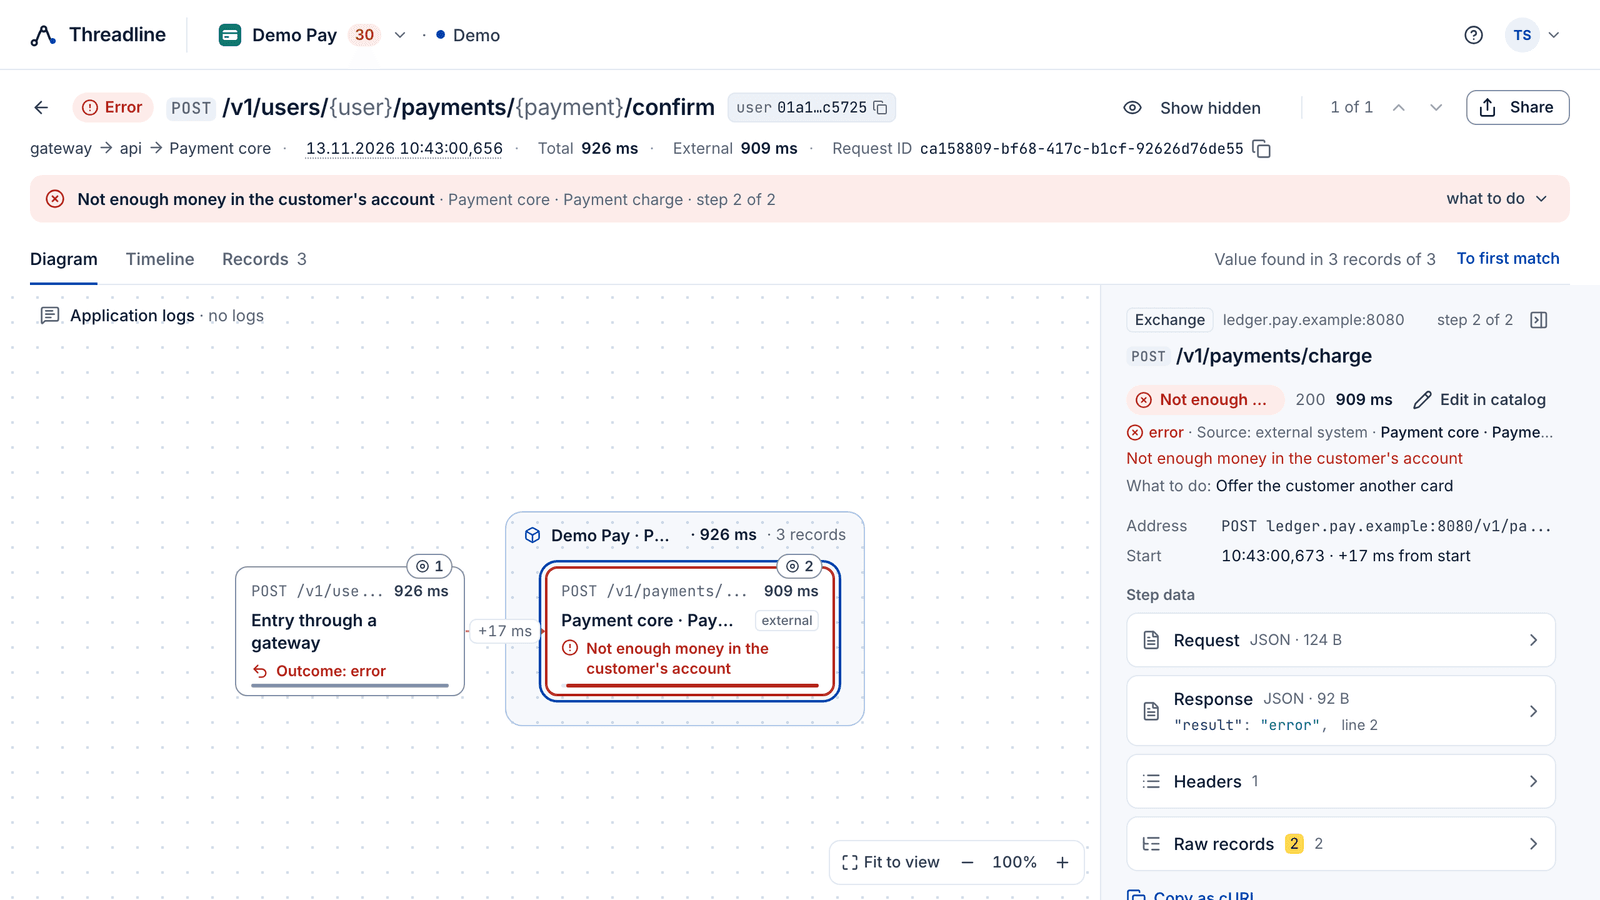 Threadline
Demo Pay 30 · Demo
TS
Error POST /v1/users/{user}/payments/{payment}/confirm user 01a1…c5725
Show hidden 1 of 1 Share
gateway → api → Payment core · 13.11.2026 10:43:00,656 · Total 926 ms · External 909 ms · Request ID ca158809-bf68-417c-b1cf-92626d76de55
Not enough money in the customer's account · Payment core · Payment charge · step 2 of 2
what to do
Diagram Timeline Records 3
Value found in 3 records of 3 To first match
Application logs · no logs
1
POST /v1/use... 926 ms
Entry through a
gateway
Outcome: error
+17 ms
Demo Pay · P... · 926 ms · 3 records
2
POST /v1/payments/... 909 ms
Payment core · Pay... external
Not enough money in the
customer's account
Fit to view − 100% +
Exchange ledger.pay.example:8080 step 2 of 2
POST /v1/payments/charge
Not enough ... 200 909 ms Edit in catalog
error · Source: external system · Payment core · Payme...
Not enough money in the customer's account
What to do: Offer the customer another card
Address POST ledger.pay.example:8080/v1/pa...
Start 10:43:00,673 · +17 ms from start
Step data
Request JSON · 124 B
Response JSON · 92 B
"result": "error", line 2
Headers 1
Raw records 2 2
Copy as cURL